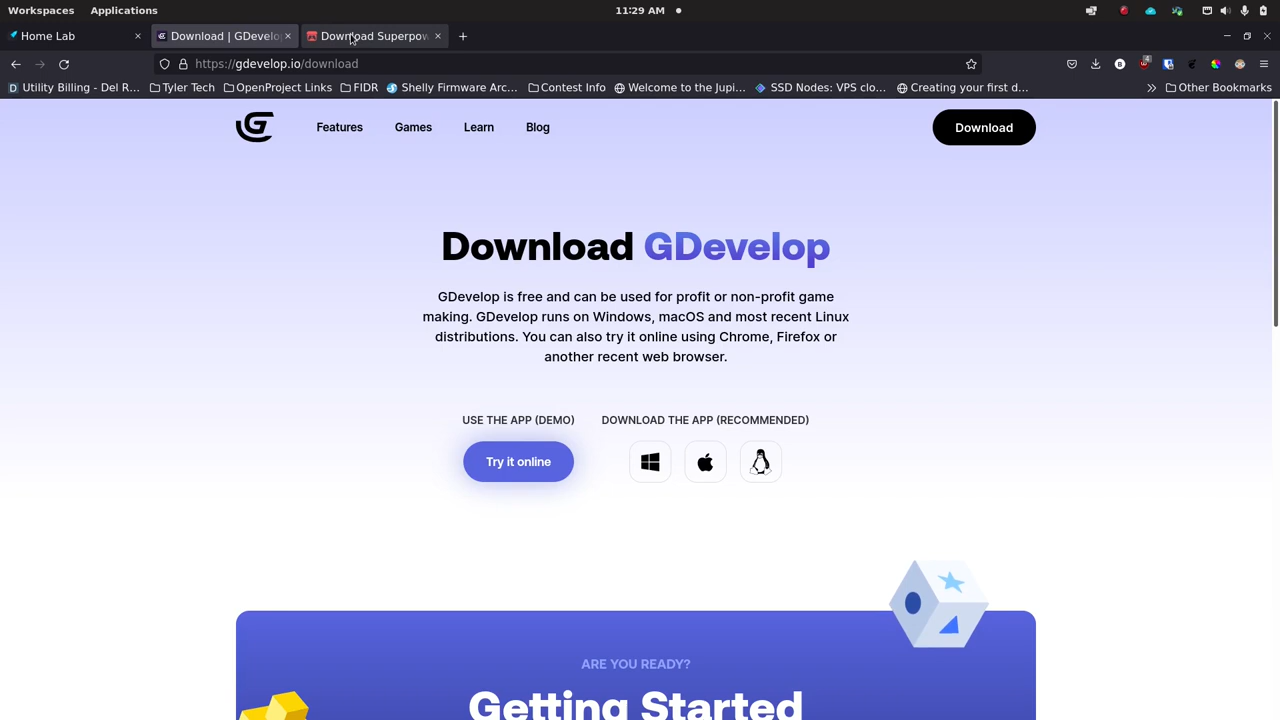 Workspaces Applications 11:29 AM
Home Lab Download | GDevelo Download Superpow
https://gdevelop.io/download
Utility Billing - Del R... Tyler Tech OpenProject Links FIDR Shelly Firmware Arc... Contest Info Welcome to the Jupi... SSD Nodes: VPS clo... Creating your first d... Other Bookmarks
Features Games Learn Blog Download
Download GDevelop
GDevelop is free and can be used for profit or non-profit game
making. GDevelop runs on Windows, macOS and most recent Linux
distributions. You can also try it online using Chrome, Firefox or
another recent web browser.
USE THE APP (DEMO) DOWNLOAD THE APP (RECOMMENDED)
Try it online
ARE YOU READY?
Getting Started